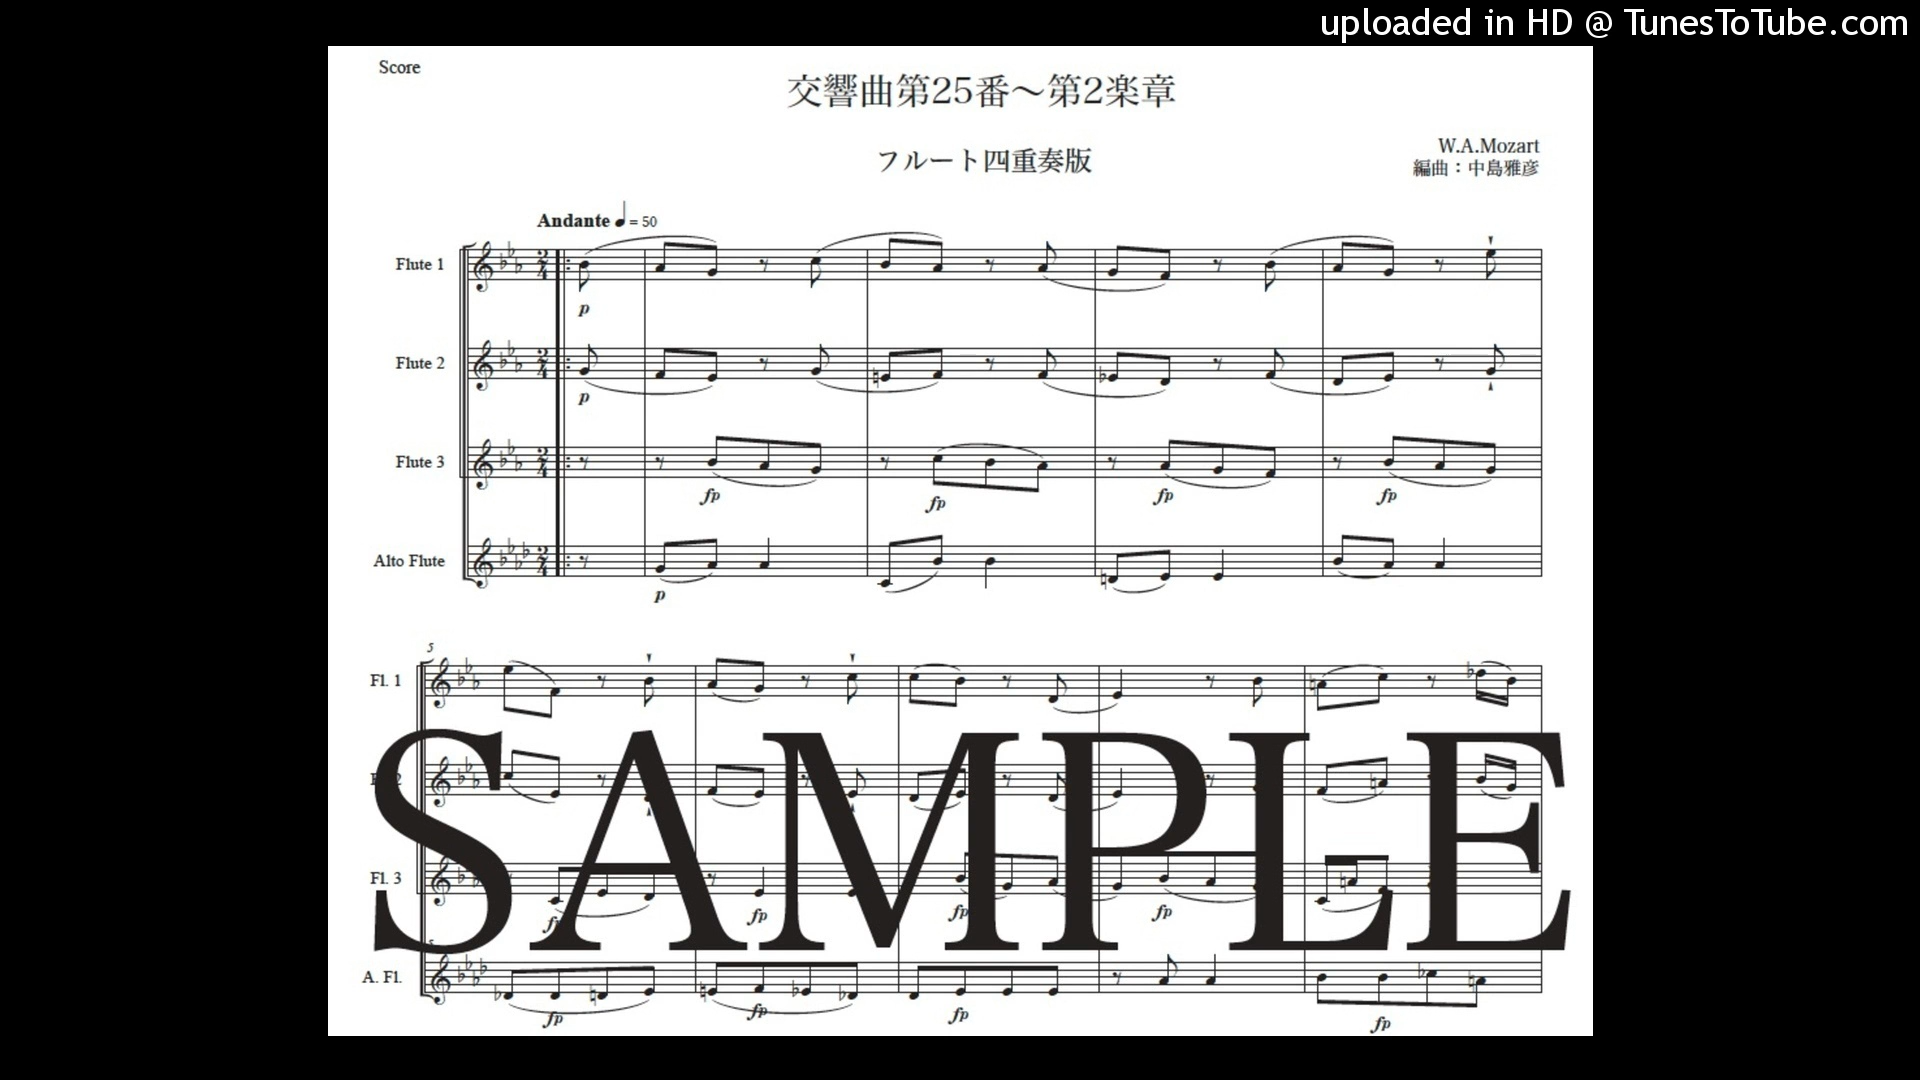 uploaded in HD @ TunesToTube.com
Score
交響曲第25番～第2楽章
フルート四重奏版
W.A.Mozart
編曲：中島雅彦
Andante ♩ = 50
Flute 1
p
Flute 2
p
Flute 3
fp fp fp fp
Alto Flute
p
5
Fl. 1
Fl. 3
fp fp fp
A. Fl.
fp fp fp fp
SAMPLE